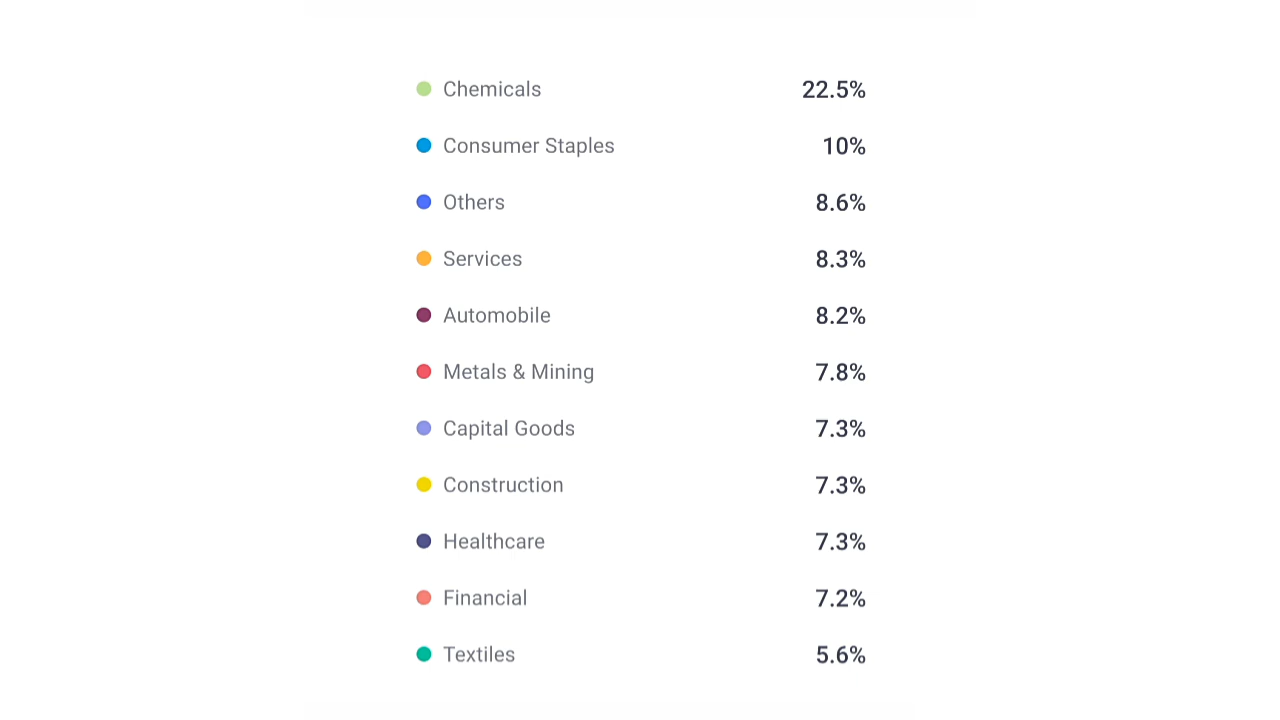 Chemicals 22.5%
Consumer Staples 10%
Others 8.6%
Services 8.3%
Automobile 8.2%
Metals & Mining 7.8%
Capital Goods 7.3%
Construction 7.3%
Healthcare 7.3%
Financial 7.2%
Textiles 5.6%